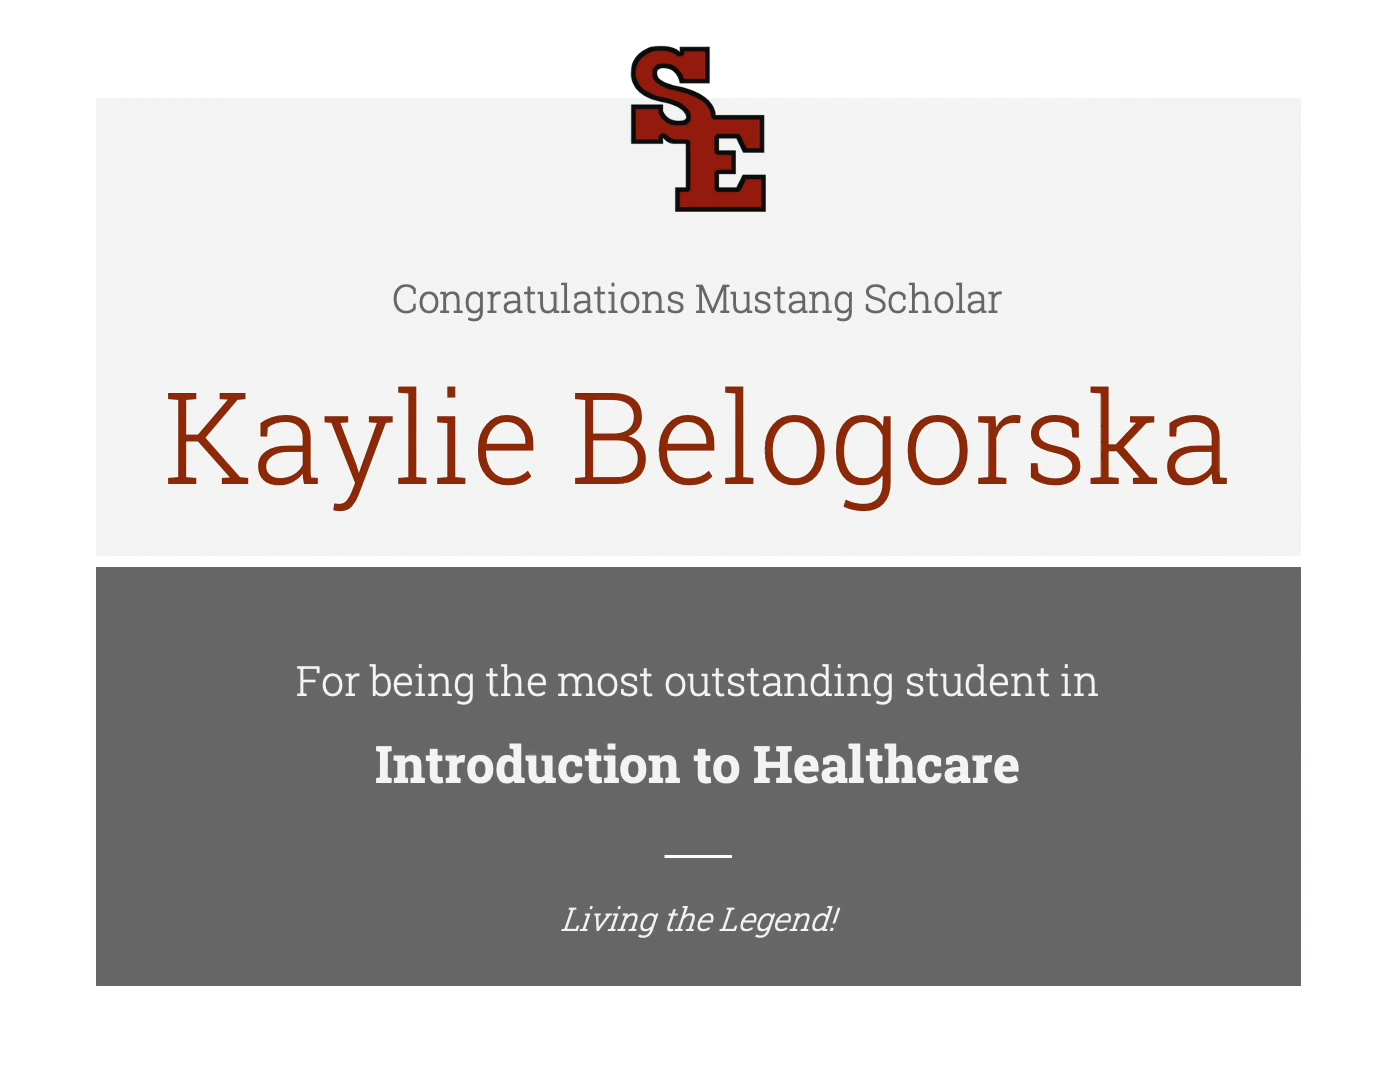 SE
Congratulations Mustang Scholar
Kaylie Belogorska
For being the most outstanding student in
Introduction to Healthcare
Living the Legend!